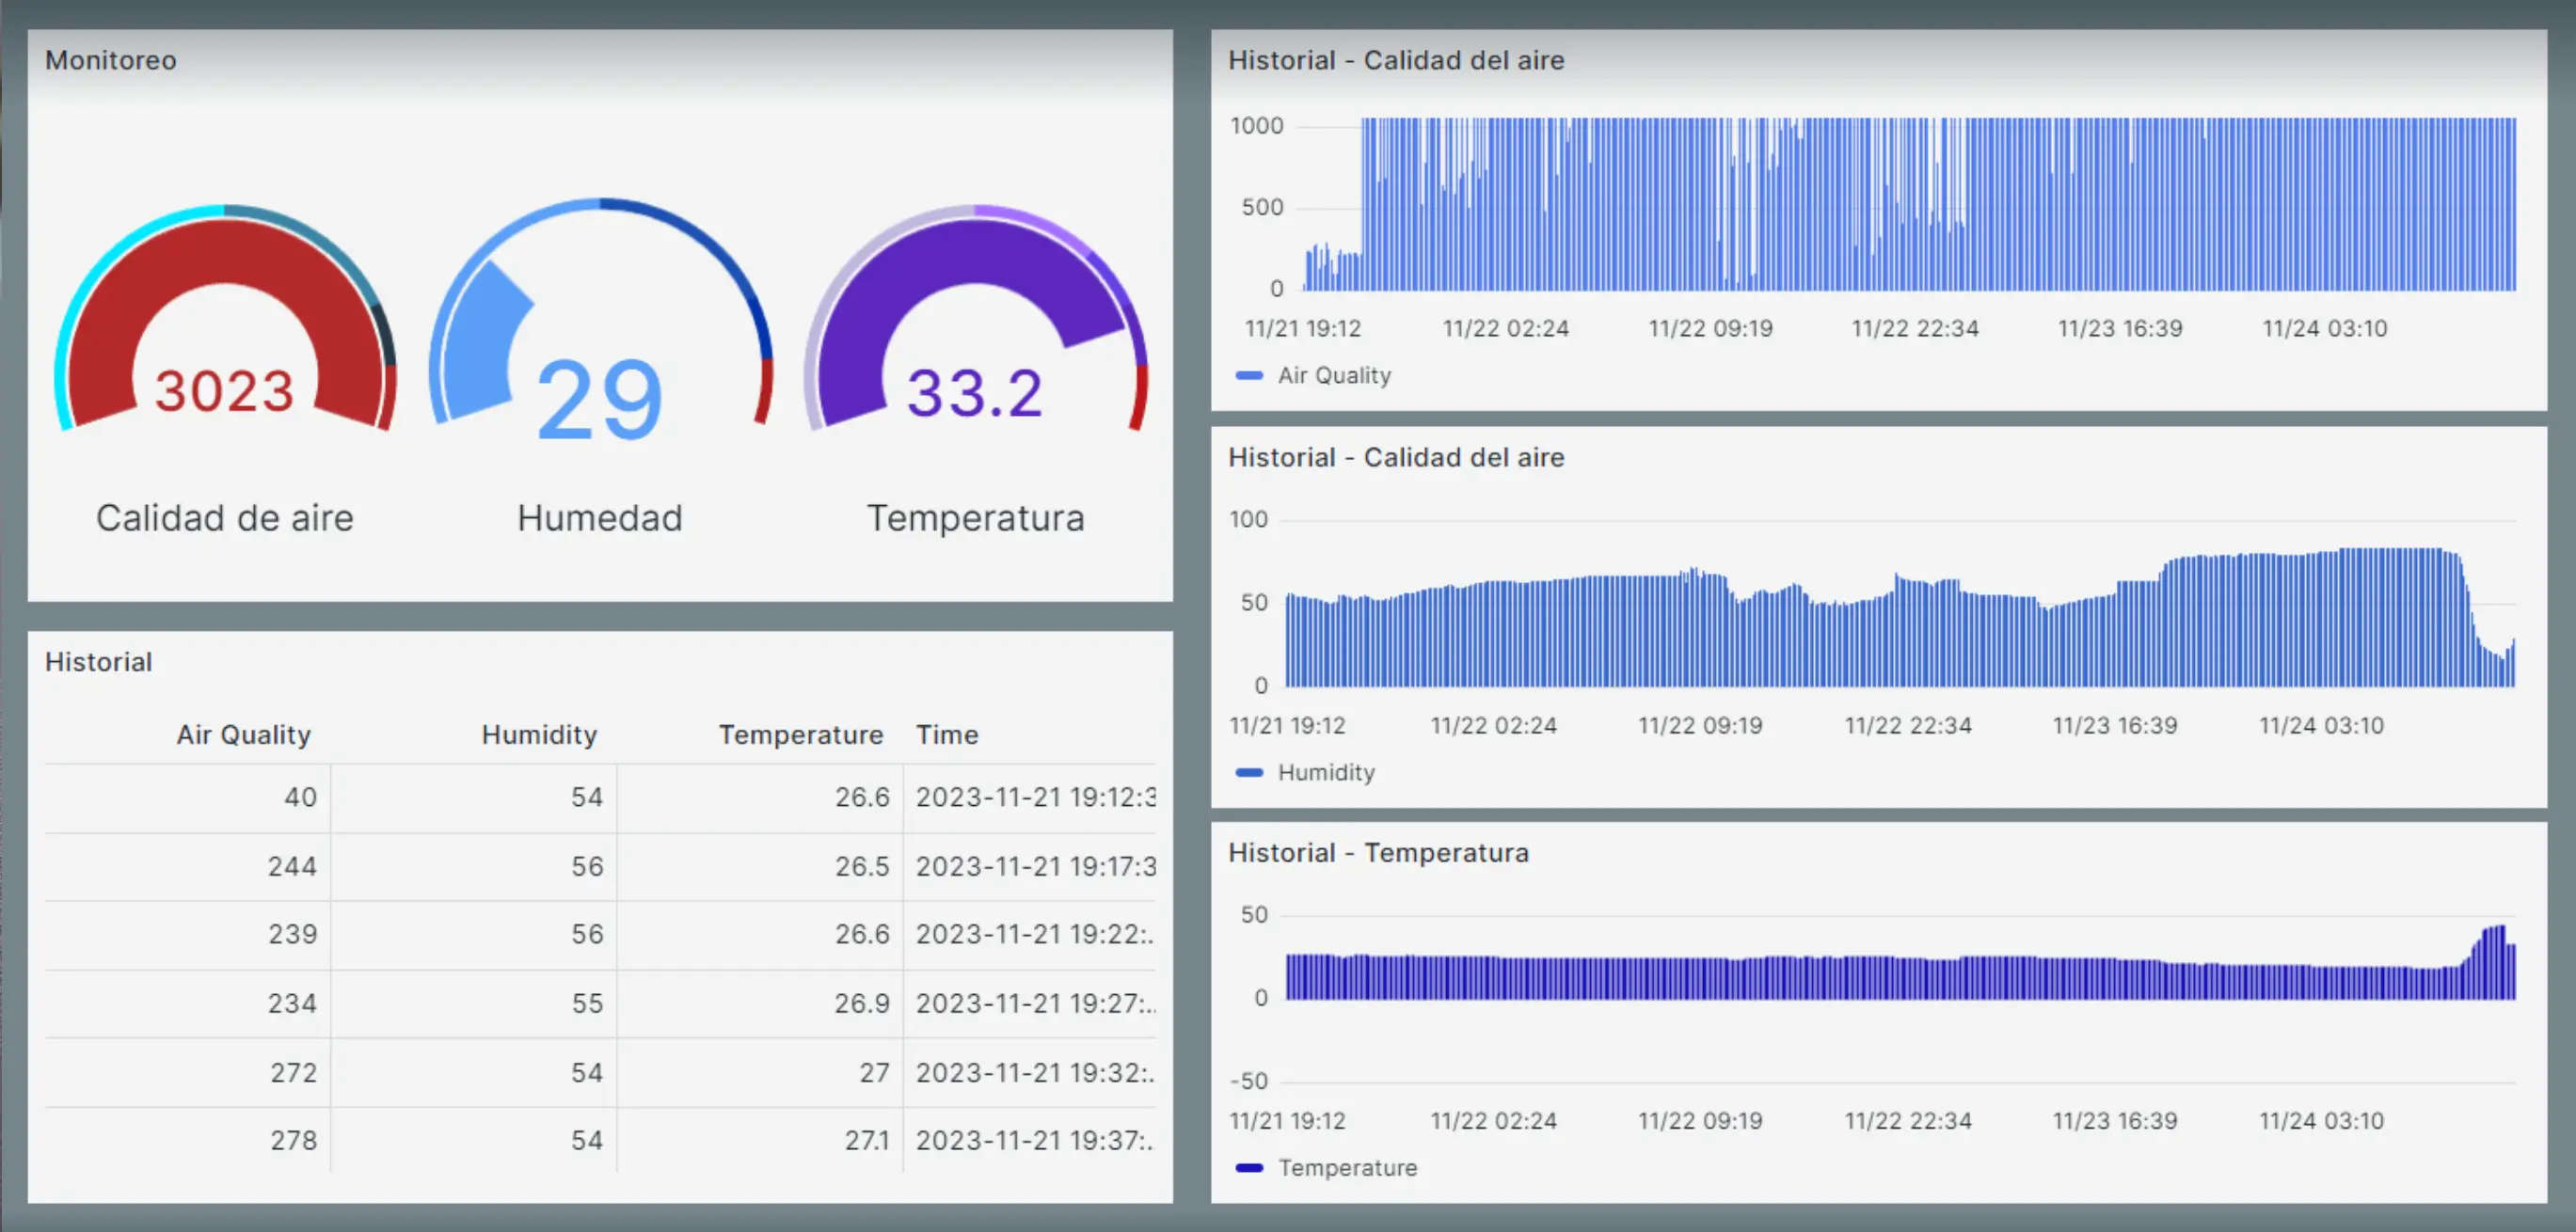 Monitoreo
3023
29
33.2
Calidad de aire
Humedad
Temperatura
Historial
Air Quality Humidity Temperature Time
40 54 26.6 2023-11-21 19:12:3
244 56 26.5 2023-11-21 19:17:3
239 56 26.6 2023-11-21 19:22:.
234 55 26.9 2023-11-21 19:27:..
272 54 27 2023-11-21 19:32:.
278 54 27.1 2023-11-21 19:37:.
Historial - Calidad del aire
1000
500
0
11/21 19:12 11/22 02:24 11/22 09:19 11/22 22:34 11/23 16:39 11/24 03:10
Air Quality
Historial - Calidad del aire
100
50
0
11/21 19:12 11/22 02:24 11/22 09:19 11/22 22:34 11/23 16:39 11/24 03:10
Humidity
Historial - Temperatura
50
0
-50
11/21 19:12 11/22 02:24 11/22 09:19 11/22 22:34 11/23 16:39 11/24 03:10
Temperature